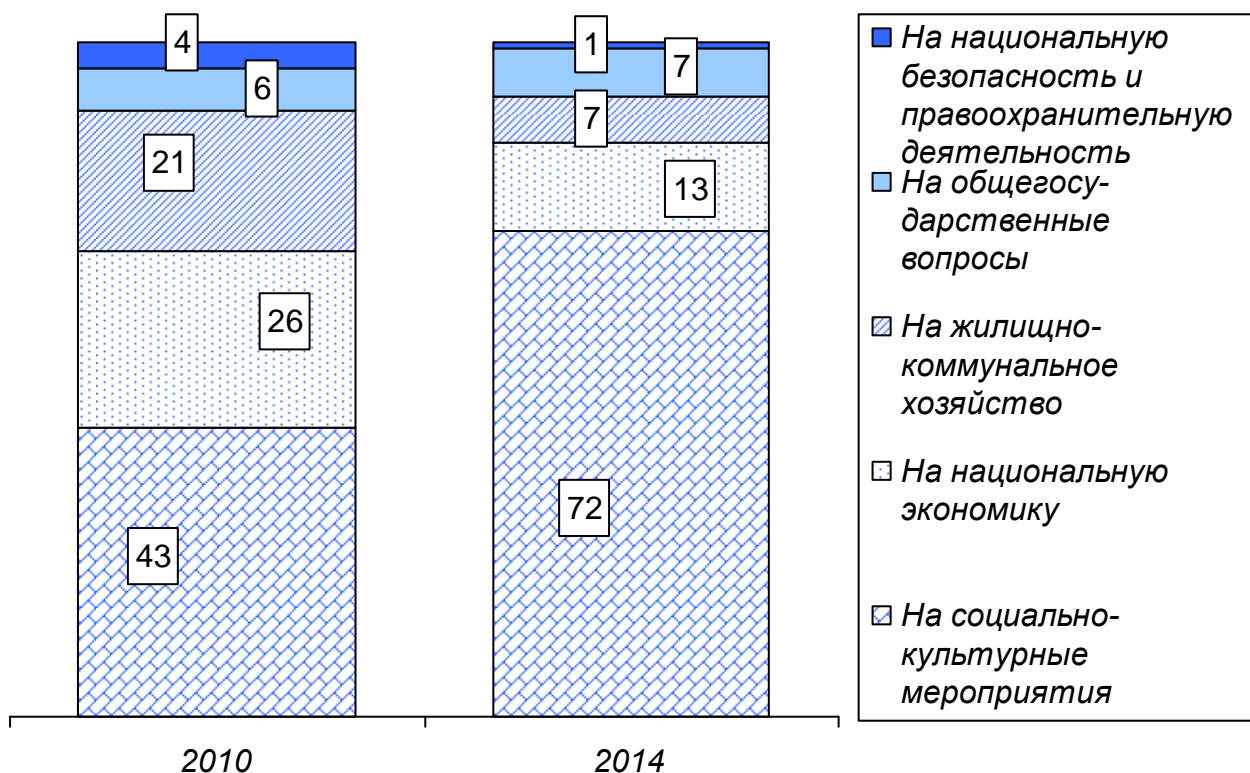 4
6
21
26
43
2010
1
7
7
13
72
2014
На национальную
безопасность и
правоохранительную
деятельность
На общегосу-
дарственные
вопросы
На жилищно-
коммунальное
хозяйство
На национальную
экономику
На социально-
культурные
мероприятия